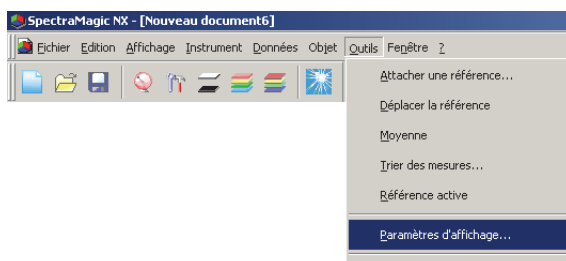 SpectraMagic NX - [Nouveau document6]
Fichier Edition Affichage Instrument Données Objet Outils Fenêtre ?
Attacher une référence...
Déplacer la référence
Moyenne
Trier des mesures...
Référence active
Paramètres d'affichage...